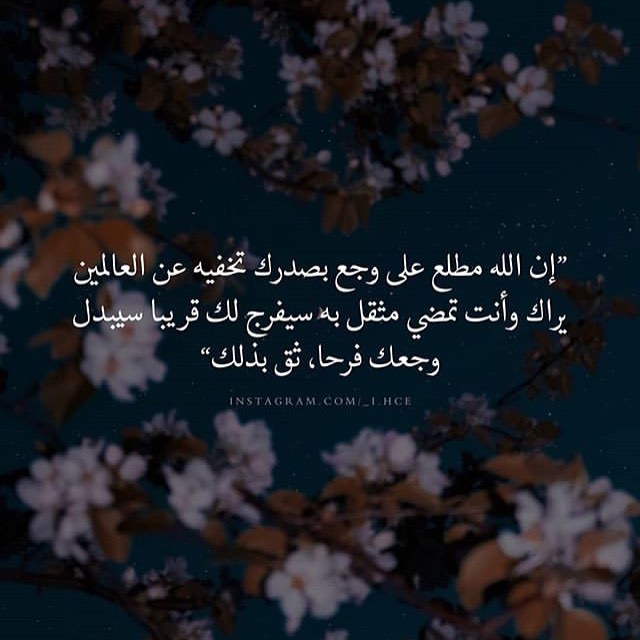 ”إن الله مطلع على وجع بصدرك تخفيه عن العالمين
يراك وأنت تمضي مثقل به سيفرج لك قريبا سيبدل
وجعك فرحا، ثق بذلك“
INSTAGRAM.COM/_I.HCE